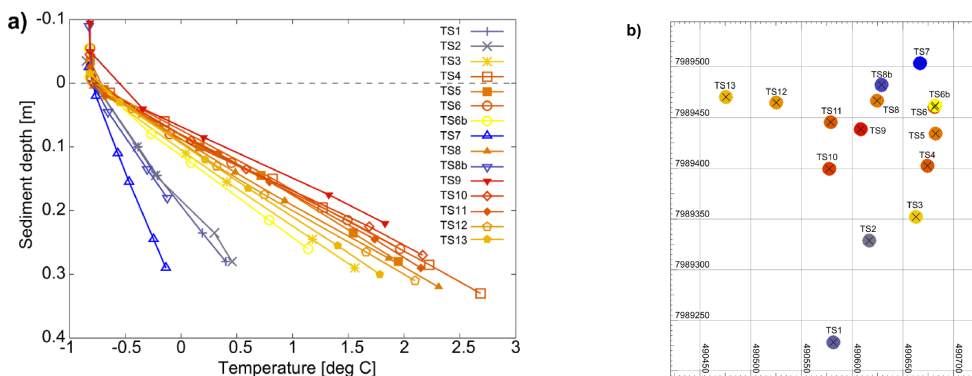 a)
-0.1
0
0.1
0.2
0.3
0.4
Sediment depth [m]
-1
-0.5
0
0.5
1
1.5
2
2.5
3
Temperature [deg C]
TS1
TS2
TS3
TS4
TS5
TS6
TS6b
TS7
TS8
TS8b
TS9
TS10
TS11
TS12
TS13
b)
7989500
7989450
7989400
7989350
7989300
7989250
490450
490500
490550
490600
490650
490700
TS7
TS8b
TS13
TS12
TS6b
TS11
TS8
TS6
TS9
TS5
TS10
TS4
TS3
TS2
TS1